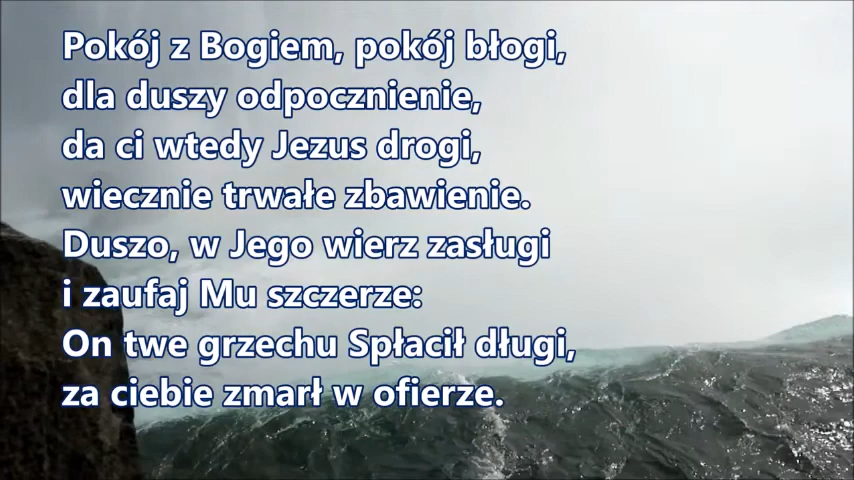 Pokój z Bogiem, pokój błogi,
dla duszy odpocznienie,
da ci wtedy Jezus drogi,
wiecznie trwałe zbawienie.
Duszo, w Jego wierz zasługi
i zaufaj Mu szczerze:
On twe grzechu Spłacił długi,
za ciebie zmarł w ofierze.